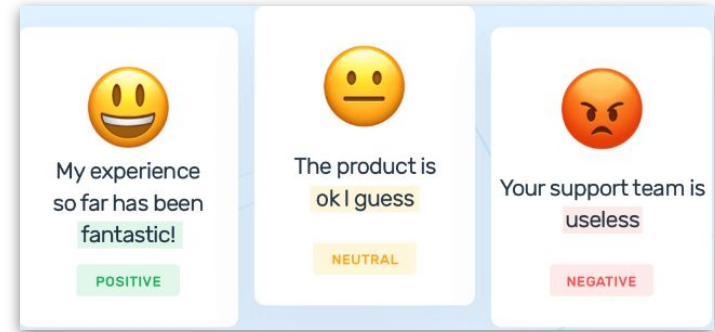 My experience
so far has been
fantastic!
POSITIVE
The product is
ok I guess
NEUTRAL
Your support team is
useless
NEGATIVE